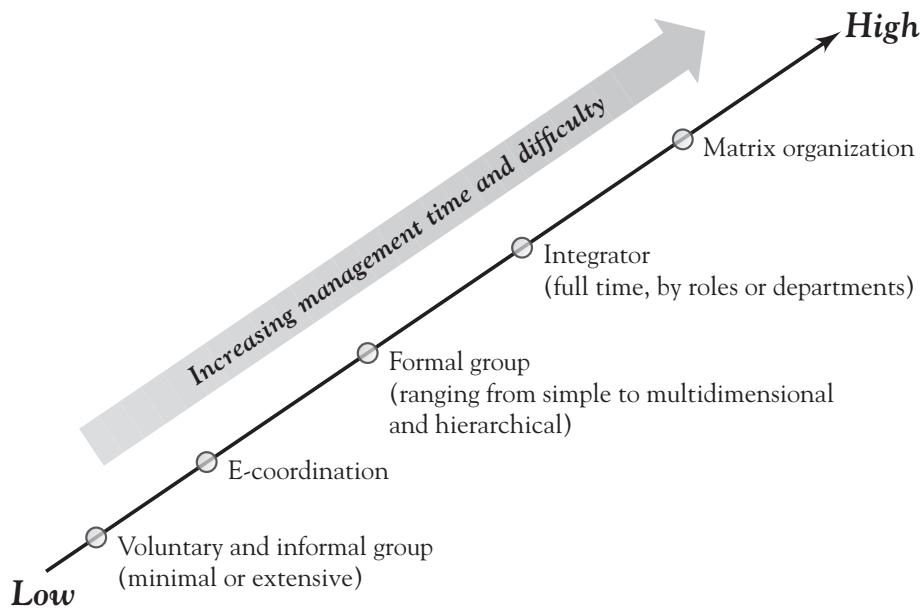 High
Increasing management time and difficulty
Matrix organization
Integrator
(full time, by roles or departments)
Formal group
(ranging from simple to multidimensional
and hierarchical)
E-coordination
Voluntary and informal group
(minimal or extensive)
Low